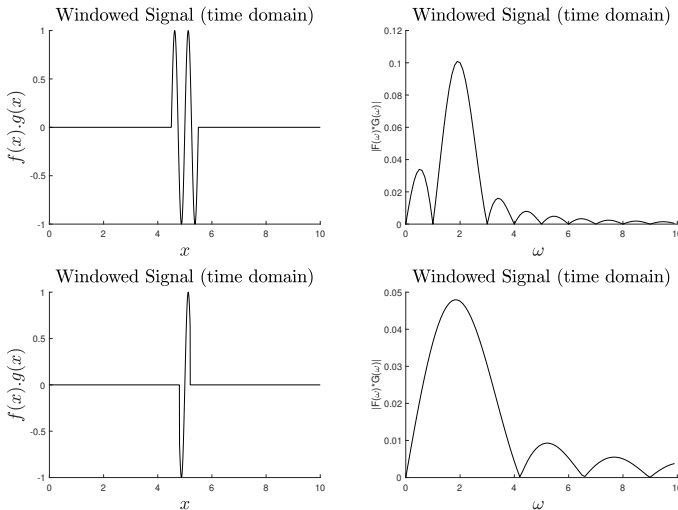 Windowed Signal (time domain)
1
0.5
0
-0.5
-1
0 2 4 6 8 10
f(x).g(x)
x
Windowed Signal (time domain)
0.12
0.1
0.08
0.06
0.04
0.02
0
0 2 4 6 8 10
|F(ω)*G(ω)|
ω
Windowed Signal (time domain)
1
0.5
0
-0.5
-1
0 2 4 6 8 10
f(x).g(x)
x
Windowed Signal (time domain)
0.05
0.04
0.03
0.02
0.01
0
0 2 4 6 8 10
|F(ω)*G(ω)|
ω